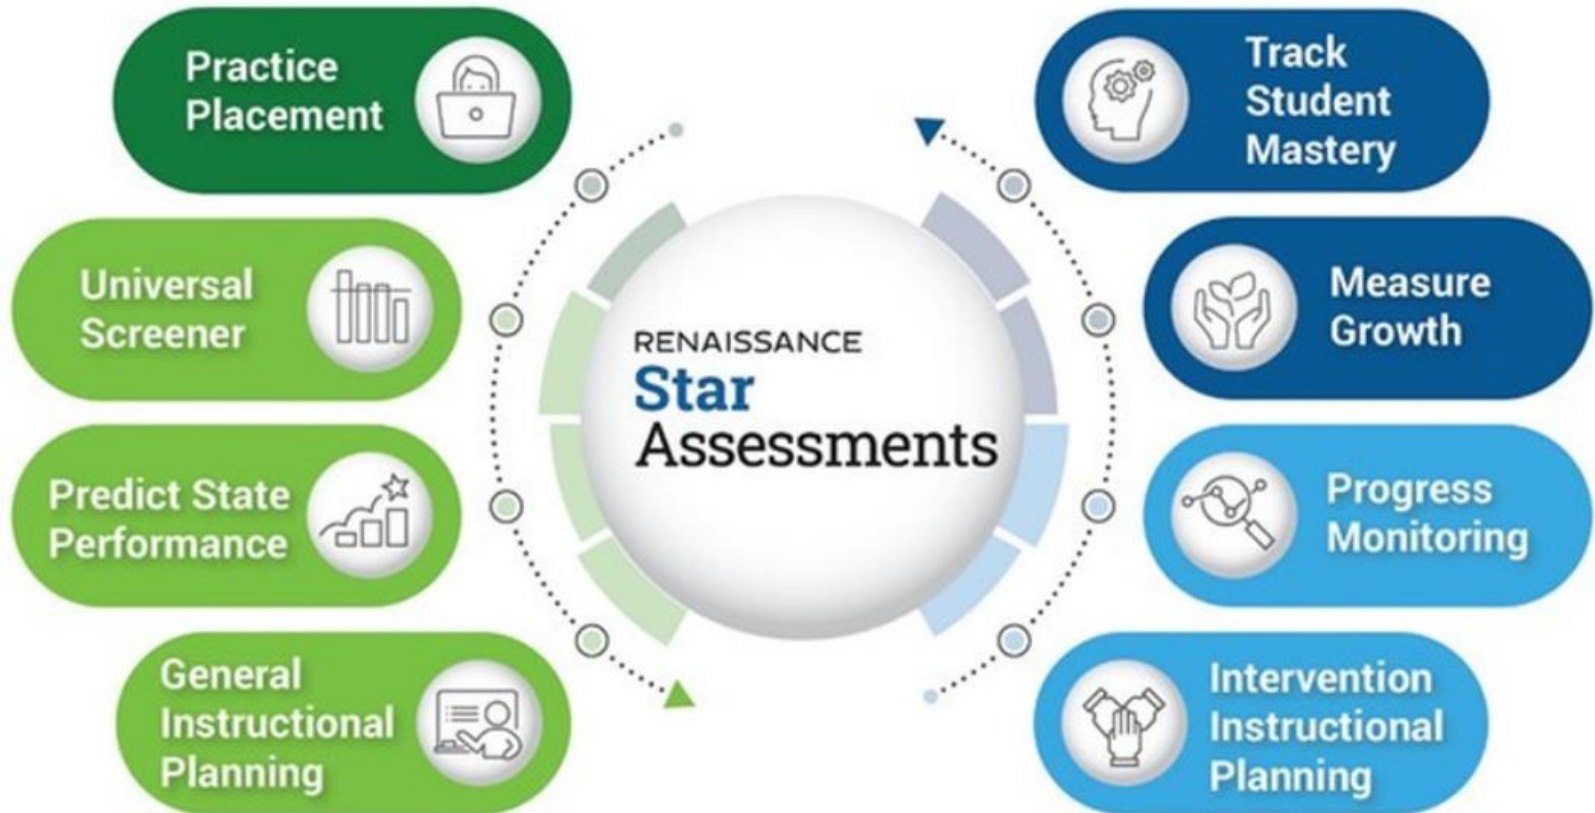 Practice
Placement
Universal
Screener
Predict State
Performance
General
Instructional
Planning
RENAISSANCE
Star
Assessments
Track
Student
Mastery
Measure
Growth
Progress
Monitoring
Intervention
Instructional
Planning